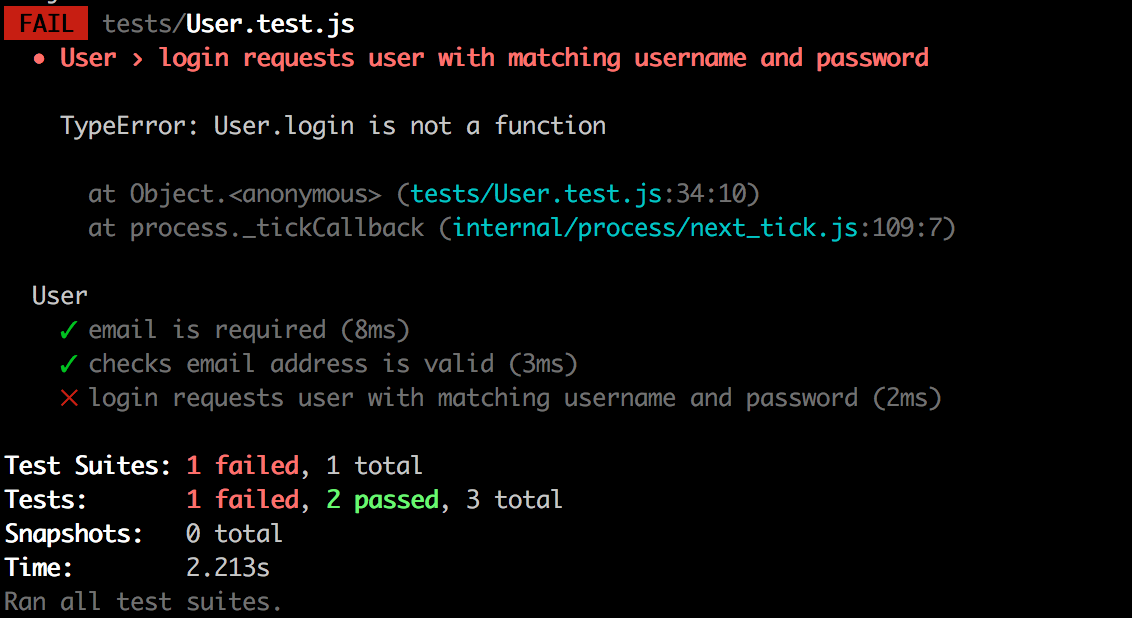 FAIL tests/User.test.js
● User › login requests user with matching username and password
TypeError: User.login is not a function
at Object.<anonymous> (tests/User.test.js:34:10)
at process._tickCallback (internal/process/next_tick.js:109:7)
User
✓ email is required (8ms)
✓ checks email address is valid (3ms)
✕ login requests user with matching username and password (2ms)
Test Suites: 1 failed, 1 total
Tests: 1 failed, 2 passed, 3 total
Snapshots: 0 total
Time: 2.213s
Ran all test suites.